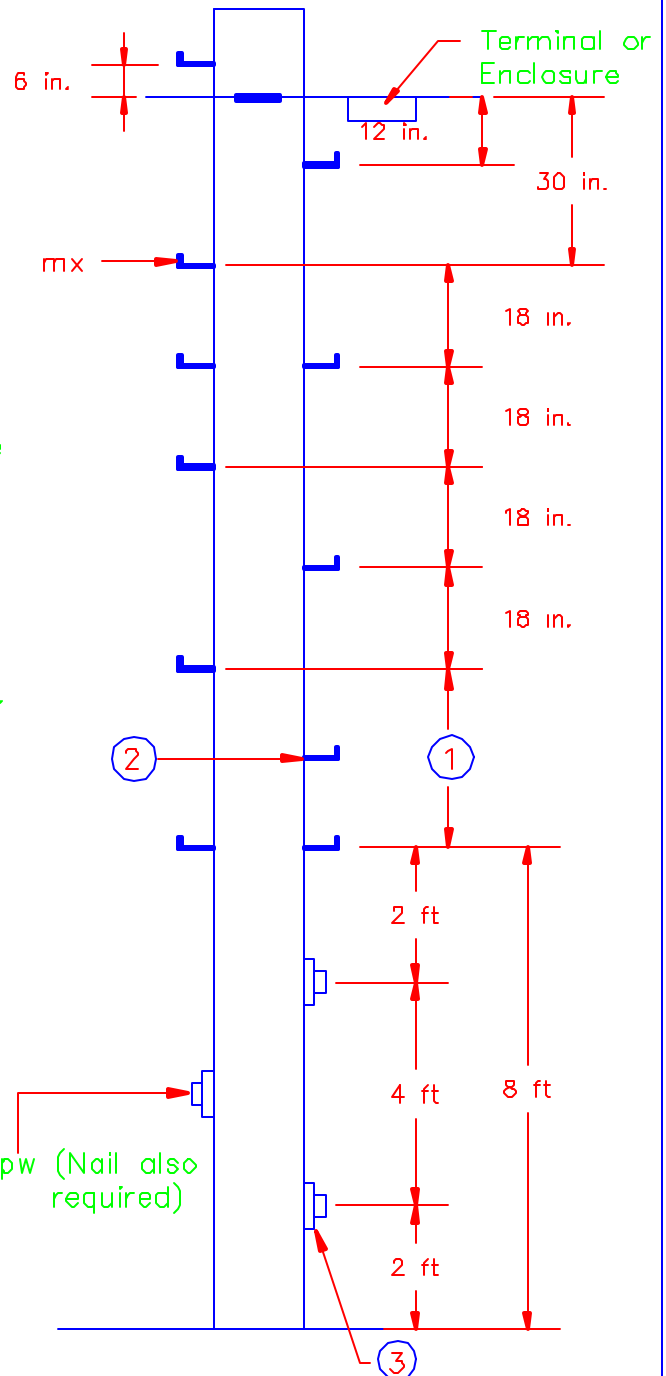 Terminal or
Enclosure
6 in.
12 in.
30 in.
mx
18 in.
18 in.
18 in.
18 in.
2
1
2 ft
4 ft
8 ft
pw (Nail also
required)
2 ft
3